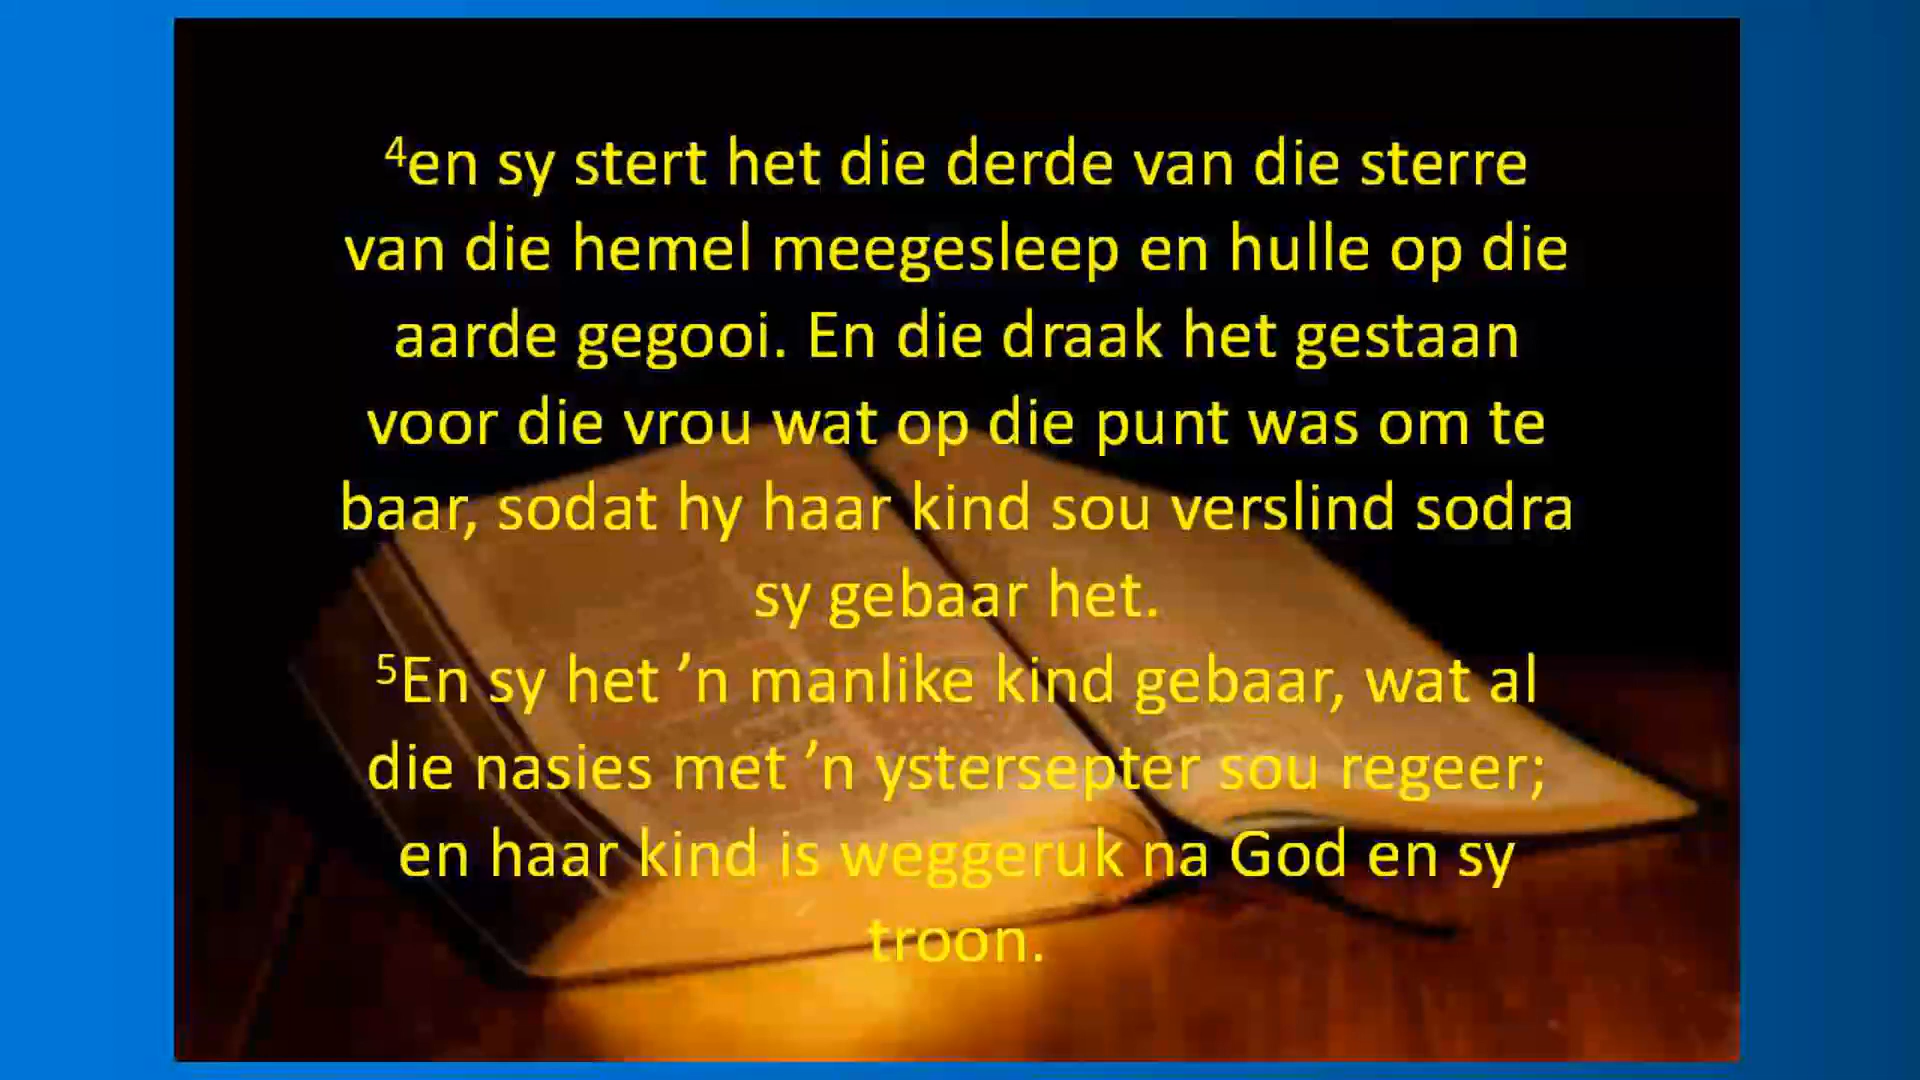 ⁴en sy stert het die derde van die sterre
van die hemel meegesleep en hulle op die
aarde gegooi. En die draak het gestaan
voor die vrou wat op die punt was om te
baar, sodat hy haar kind sou verslind sodra
sy gebaar het.
⁵En sy het ’n manlike kind gebaar, wat al
die nasies met ’n ystersepter sou regeer;
en haar kind is weggeruk na God en sy
troon.